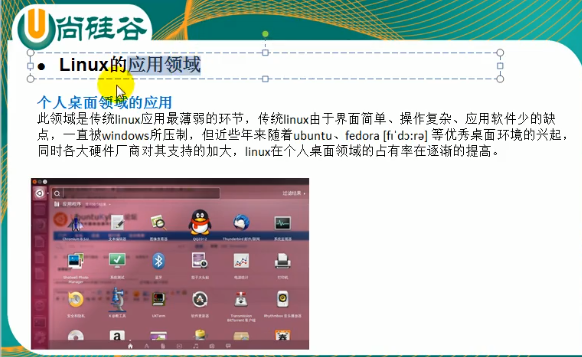 尚硅谷
● Linux的应用领域
个人桌面领域的应用
此领域是传统linux应用最薄弱的环节，传统linux由于界面简单、操作复杂、应用软件少的缺
点，一直被windows所压制，但近些年来随着ubuntu、fedora [fɪˈdɔːrə] 等优秀桌面环境的兴起，
同时各大硬件厂商对其支持的加大，linux在个人桌面领域的占有率在逐渐的提高。
过滤结果